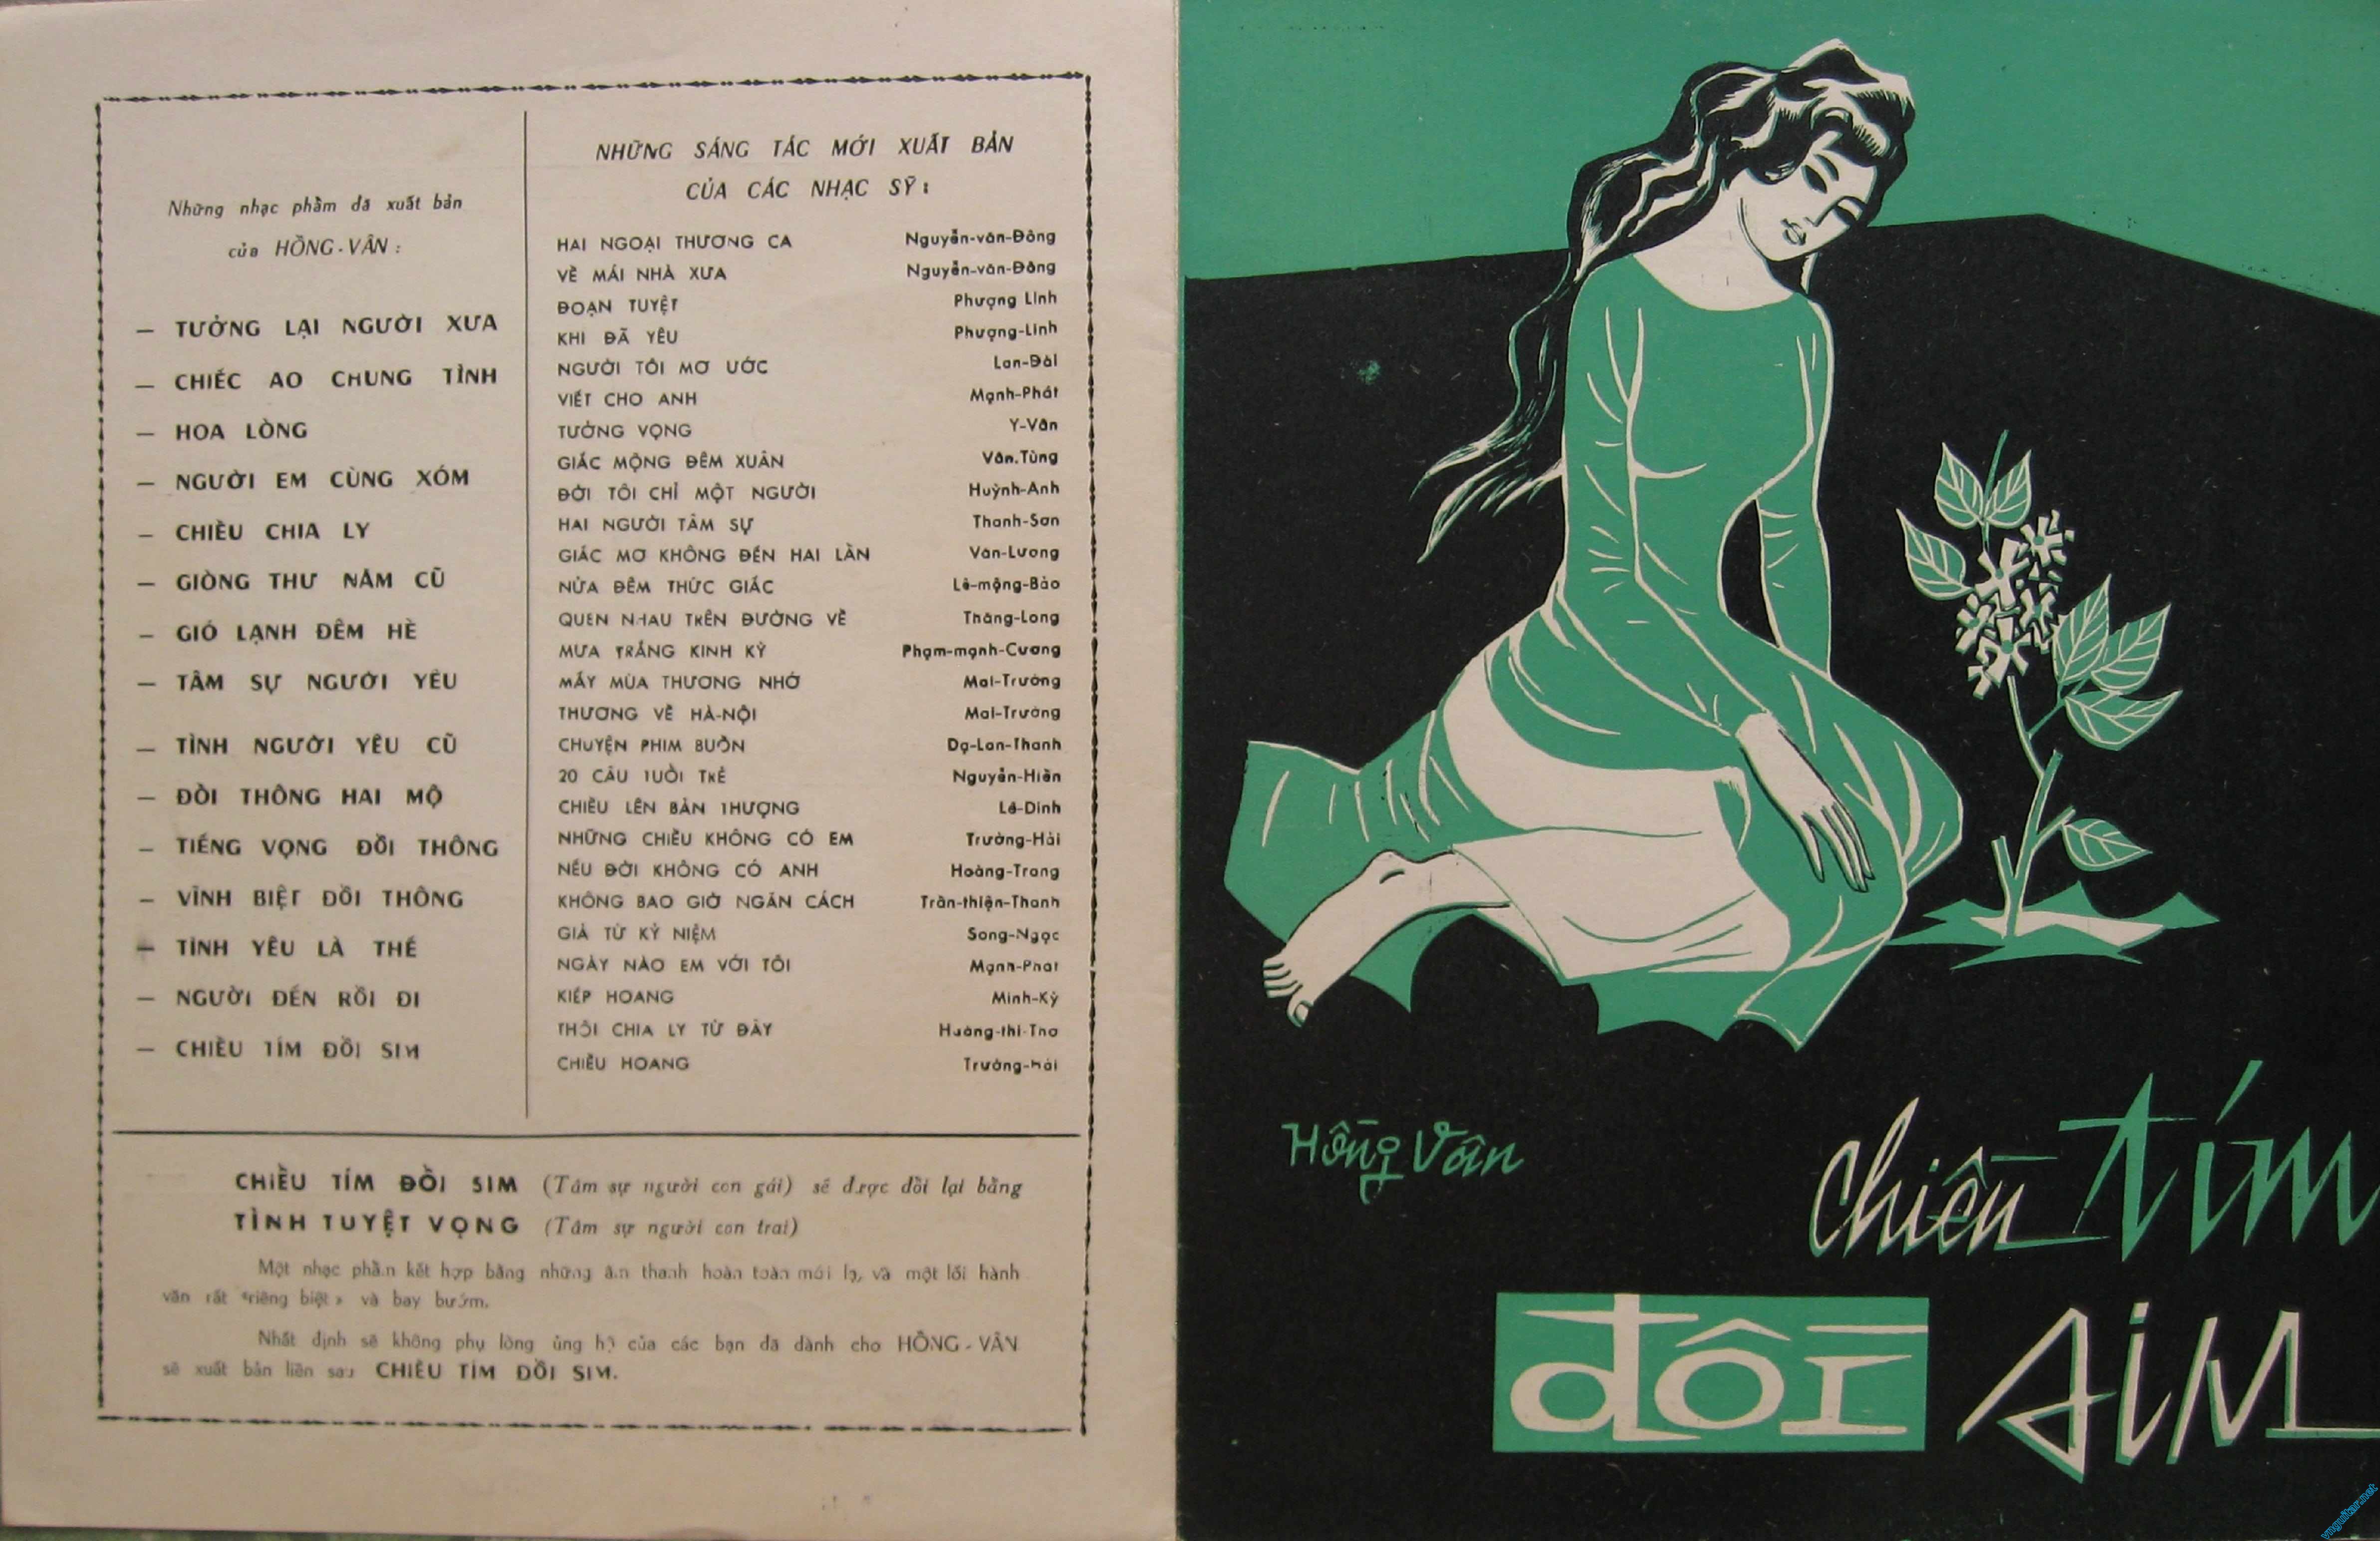 Những nhạc phẩm đã xuất bản
của HỒNG-VÂN :
— TƯỞNG LẠI NGƯỜI XƯA
— CHIẾC AO CHUNG TÌNH
— HOA LÒNG
— NGƯỜI EM CÙNG XÓM
— CHIỀU CHIA LY
— GIÒNG THƯ NĂM CŨ
— GIÓ LẠNH ĐÊM HÈ
— TÂM SỰ NGƯỜI YÊU
— TÌNH NGƯỜI YÊU CŨ
— ĐỒI THÔNG HAI MỘ
— TIẾNG VỌNG ĐỒI THÔNG
— VĨNH BIỆT ĐỒI THÔNG
— TÌNH YÊU LÀ THẾ
— NGƯỜI ĐẾN RỒI ĐI
— CHIỀU TÍM ĐỒI SIM
NHỮNG SÁNG TÁC MỚI XUẤT BẢN
CỦA CÁC NHẠC SỸ :
HAI NGOẠI THƯƠNG CA Nguyễn-văn-Đông
VỀ MÁI NHÀ XƯA Nguyễn-văn-Đông
ĐOẠN TUYỆT Phượng Linh
KHI ĐÃ YÊU Phượng-Linh
NGƯỜI TÔI MƠ ƯỚC Lan-Đài
VIẾT CHO ANH Mạnh-Phát
TƯỞNG VỌNG Y-Vân
GIẤC MỘNG ĐÊM XUÂN Văn.Tùng
ĐỜI TÔI CHỈ MỘT NGƯỜI Huỳnh-Anh
HAI NGƯỜI TÂM SỰ Thanh-Sơn
GIẤC MƠ KHÔNG ĐẾN HAI LẦN Văn-Lương
NỬA ĐÊM THỨC GIẤC Lê-mộng-Bảo
QUEN NHAU TRÊN ĐƯỜNG VỀ Thăng-Long
MƯA TRẮNG KINH KỲ Phạm-mạnh-Cương
MẤY MÙA THƯƠNG NHỚ Mai-Trường
THƯƠNG VỀ HÀ-NỘI Mai-Trường
CHUYỆN PHIM BUỒN Dạ-Lan-Thanh
20 CÂU TUỔI TRẺ Nguyễn-Hiền
CHIỀU LÊN BẢN THƯỢNG Lê-Dinh
NHỮNG CHIỀU KHÔNG CÓ EM Trường-Hải
NẾU ĐỜI KHÔNG CÓ ANH Hoàng-Trang
KHÔNG BAO GIỜ NGĂN CÁCH Trần-thiện-Thanh
GIÃ TỪ KỶ NIỆM Song-Ngọc
NGÀY NÀO EM VỚI TÔI Mạnh-Phát
KIẾP HOANG Minh-Kỳ
THÔI CHIA LY TỪ ĐÂY Hoàng-thi-Thơ
CHIỀU HOANG Trường-Hải
CHIỀU TÍM ĐỒI SIM (Tâm sự người con gái) sẽ được đổi lại bằng
TÌNH TUYỆT VỌNG (Tâm sự người con trai)
Một nhạc phẩm kết hợp bằng những âm thanh hoàn toàn mới lạ, và một lối hành
văn rất «riêng biệt» và bay bướm.
Nhất định sẽ không phụ lòng ủng hộ của các bạn đã dành cho HỒNG-VÂN
sẽ xuất bản liền sau CHIỀU TÍM ĐỒI SIM.
Hồng Vân
chiều tím
đồi sim
vnguitar.net